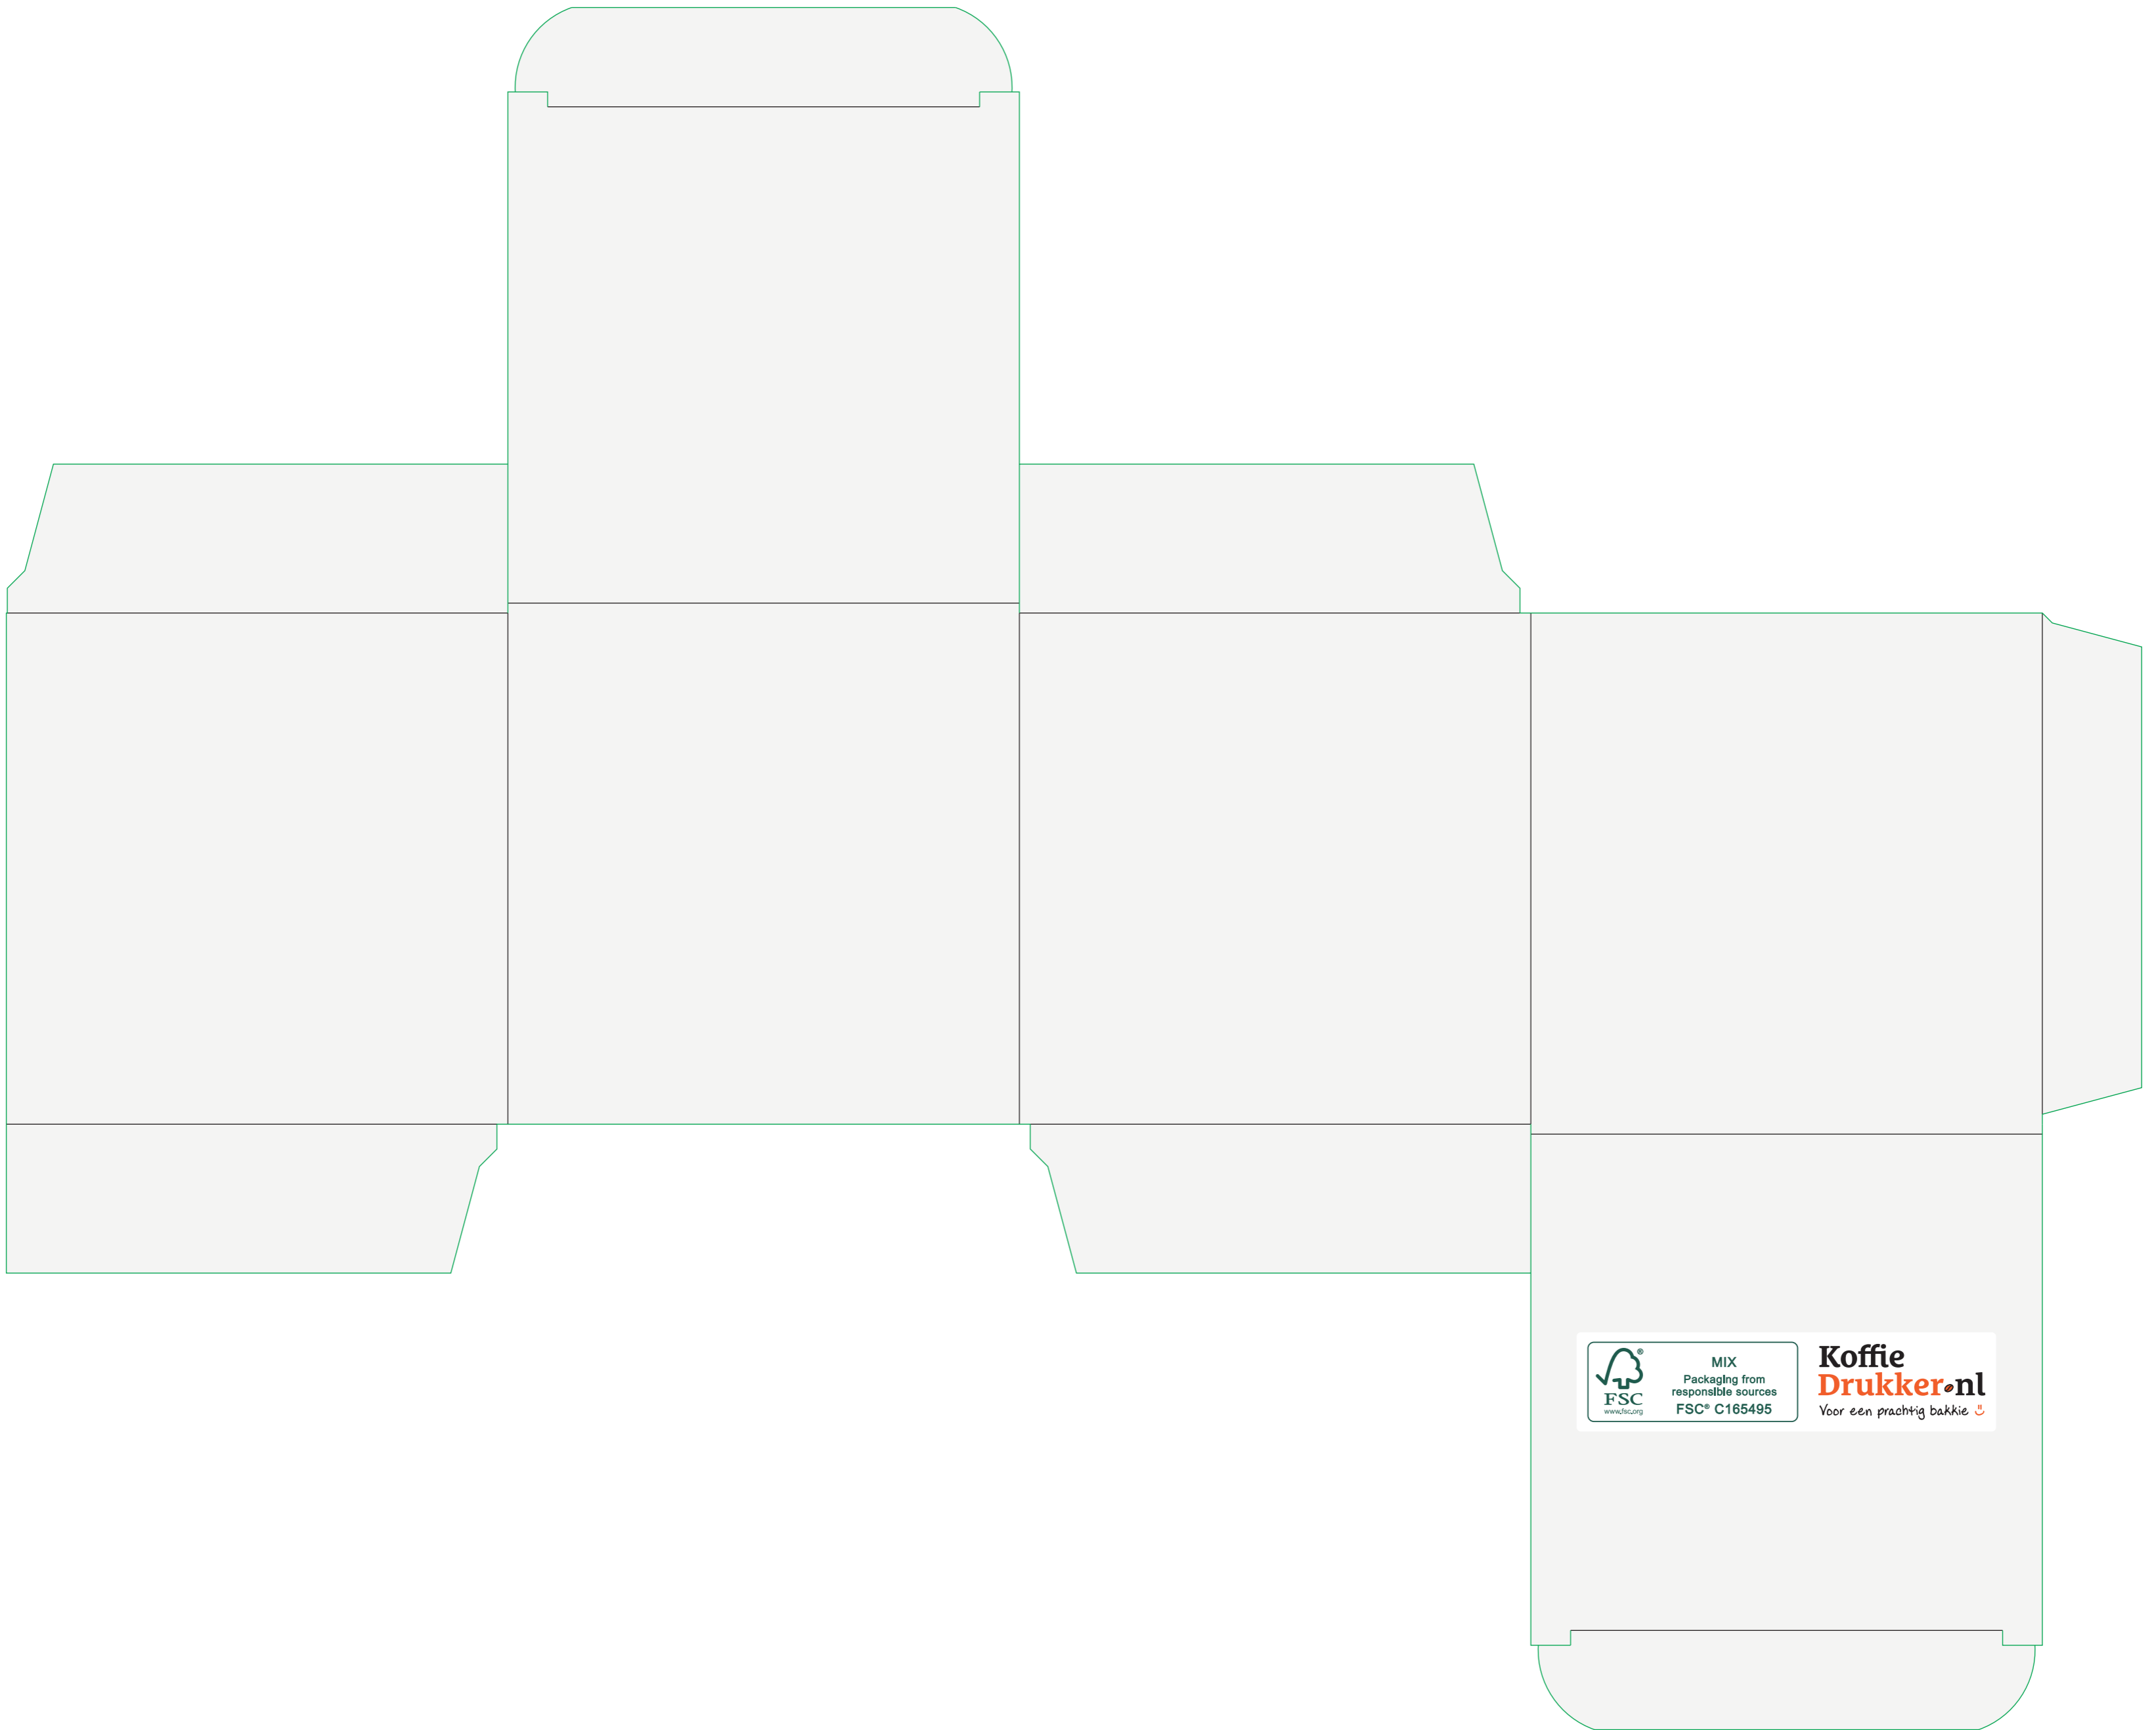 FSC
®
www.fsc.org
MIX
Packaging from
responsible sources
FSC® C165495
Koffie
Drukker.nl
Voor een prachtig bakkie